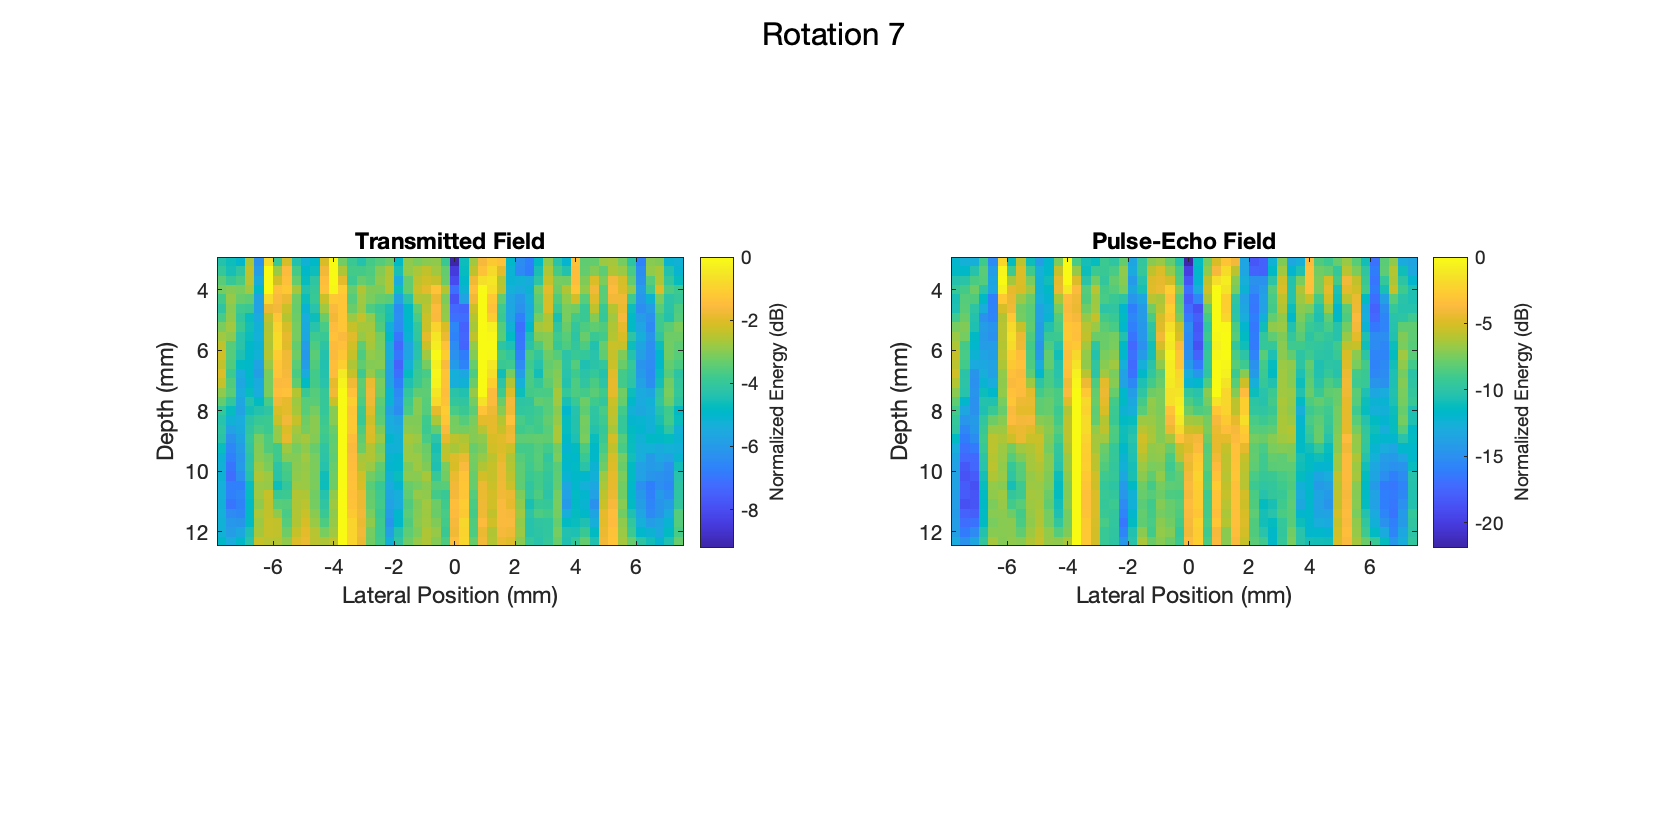 Rotation 7
Transmitted Field
4
6
8
10
12
Depth (mm)
-6 -4 -2 0 2 4 6
Lateral Position (mm)
0
-2
-4
-6
-8
Normalized Energy (dB)
Pulse-Echo Field
4
6
8
10
12
Depth (mm)
-6 -4 -2 0 2 4 6
Lateral Position (mm)
0
-5
-10
-15
-20
Normalized Energy (dB)